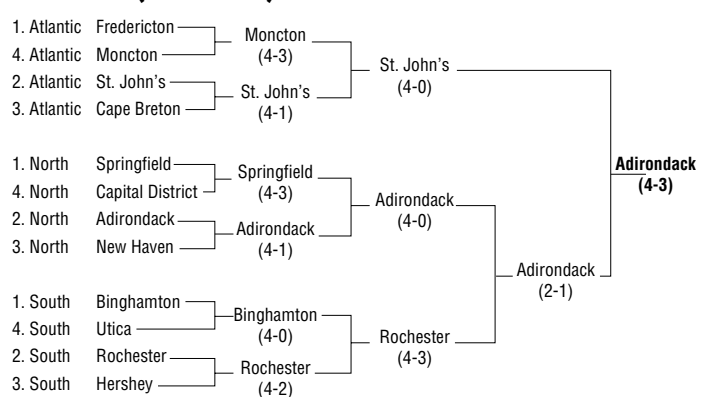 1. Atlantic Fredericton
4. Atlantic Moncton
2. Atlantic St. John's
3. Atlantic Cape Breton
Moncton
(4-3)
St. John's
(4-1)
St. John's
(4-0)
1. North Springfield
4. North Capital District
2. North Adirondack
3. North New Haven
Springfield
(4-3)
Adirondack
(4-1)
Adirondack
(4-0)
1. South Binghamton
4. South Utica
2. South Rochester
3. South Hershey
Binghamton
(4-0)
Rochester
(4-2)
Rochester
(4-3)
Adirondack
(2-1)
Adirondack
(4-3)